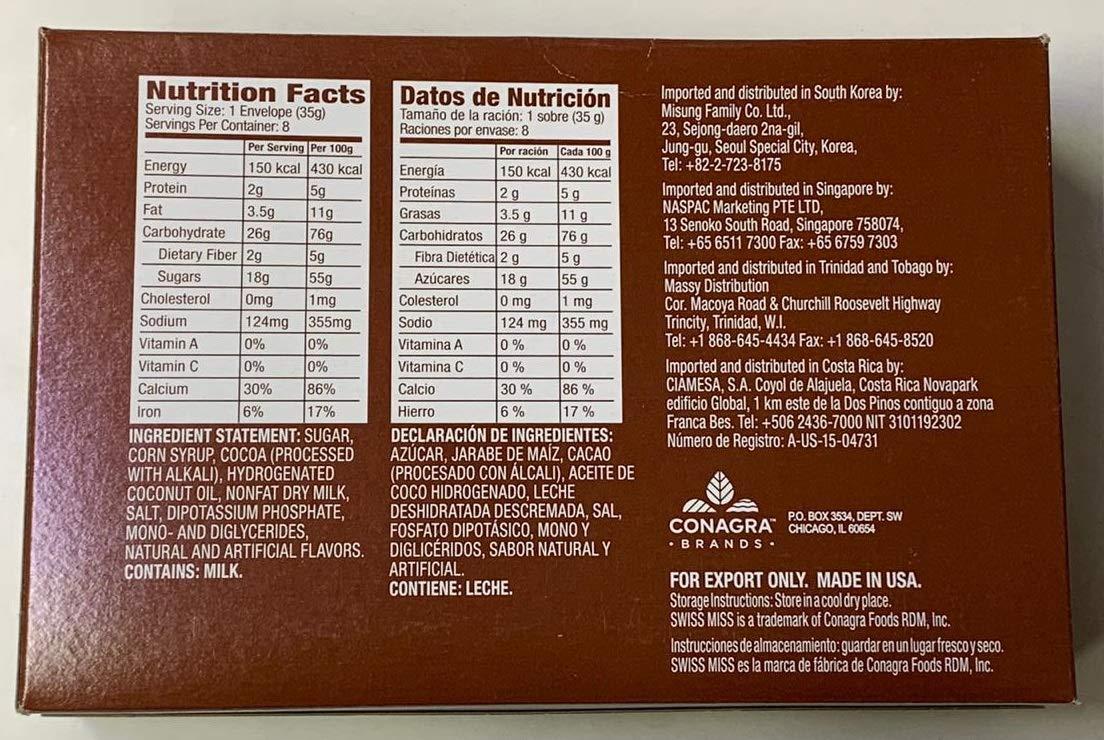 Nutrition Facts
Serving Size: 1 Envelope (35g)
Servings Per Container: 8
Per Serving Per 100g
Energy 150 kcal 430 kcal
Protein 2g 5g
Fat 3.5g 11g
Carbohydrate 26g 76g
Dietary Fiber 2g 5g
Sugars 18g 55g
Cholesterol 0mg 1mg
Sodium 124mg 355mg
Vitamin A 0% 0%
Vitamin C 0% 0%
Calcium 30% 86%
Iron 6% 17%
INGREDIENT STATEMENT: SUGAR,
CORN SYRUP, COCOA (PROCESSED
WITH ALKALI), HYDROGENATED
COCONUT OIL, NONFAT DRY MILK,
SALT, DIPOTASSIUM PHOSPHATE,
MONO- AND DIGLYCERIDES,
NATURAL AND ARTIFICIAL FLAVORS.
CONTAINS: MILK.
Datos de Nutrición
Tamaño de la ración: 1 sobre (35 g)
Raciones por envase: 8
Por ración Cada 100 g
Energía 150 kcal 430 kcal
Proteínas 2 g 5 g
Grasas 3.5 g 11 g
Carbohidratos 26 g 76 g
Fibra Dietética 2 g 5 g
Azúcares 18 g 55 g
Colesterol 0 mg 1 mg
Sodio 124 mg 355 mg
Vitamina A 0 % 0 %
Vitamina C 0 % 0 %
Calcio 30 % 86 %
Hierro 6 % 17 %
DECLARACIÓN DE INGREDIENTES:
AZÚCAR, JARABE DE MAÍZ, CACAO
(PROCESADO CON ÁLCALI), ACEITE DE
COCO HIDROGENADO, LECHE
DESHIDRATADA DESCREMADA, SAL,
FOSFATO DIPOTÁSICO, MONO Y
DIGLICÉRIDOS, SABOR NATURAL Y
ARTIFICIAL.
CONTIENE: LECHE.
Imported and distributed in South Korea by:
Misung Family Co. Ltd.,
23, Sejong-daero 2na-gil,
Jung-gu, Seoul Special City, Korea,
Tel: +82-2-723-8175
Imported and distributed in Singapore by:
NASPAC Marketing PTE LTD,
13 Senoko South Road, Singapore 758074,
Tel: +65 6511 7300 Fax: +65 6759 7303
Imported and distributed in Trinidad and Tobago by:
Massy Distribution
Cor. Macoya Road & Churchill Roosevelt Highway
Trincity, Trinidad, W.I.
Tel: +1 868-645-4434 Fax: +1 868-645-8520
Imported and distributed in Costa Rica by:
CIAMESA, S.A. Coyol de Alajuela, Costa Rica Novapark
edificio Global, 1 km este de la Dos Pinos contiguo a zona
Franca Bes. Tel: +506 2436-7000 NIT 3101192302
Número de Registro: A-US-15-04731
CONAGRA™
• BRANDS •
P.O. BOX 3534, DEPT. SW
CHICAGO, IL 60654
FOR EXPORT ONLY. MADE IN USA.
Storage Instructions: Store in a cool dry place.
SWISS MISS is a trademark of Conagra Foods RDM, Inc.
Instrucciones de almacenamiento: guardar en un lugar fresco y seco.
SWISS MISS es la marca de fábrica de Conagra Foods RDM, Inc.